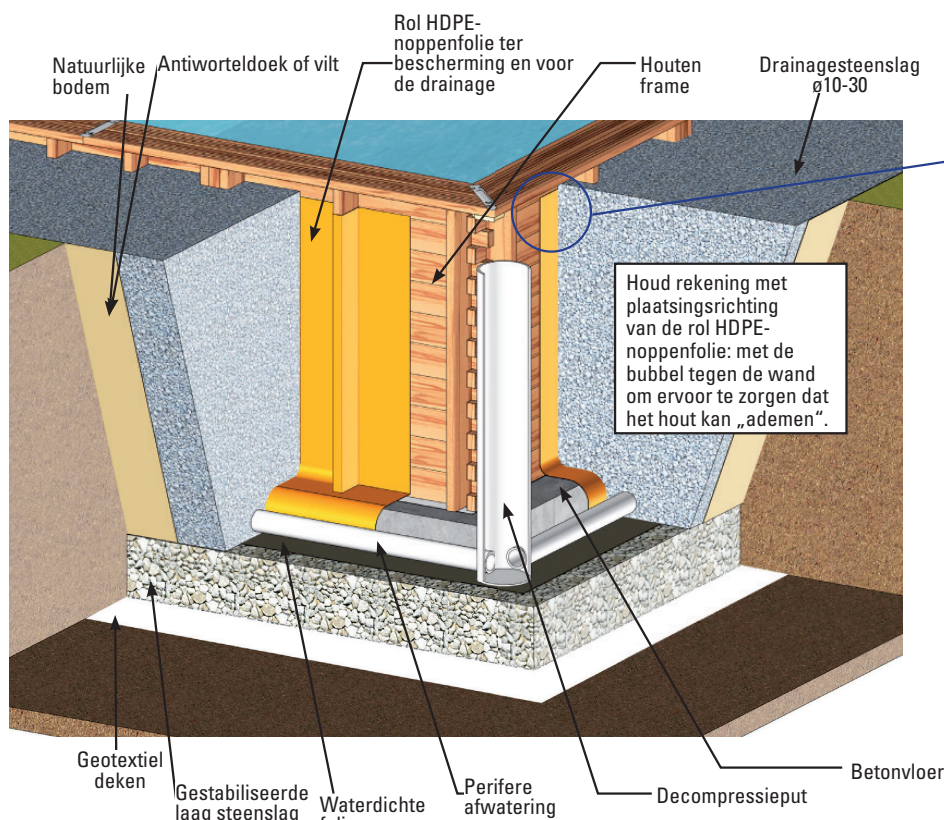 Rol HDPE-
noppenfolie ter
bescherming en voor
de drainage
Natuurlijke
bodem
Antiworteldoek of vilt
Houten
frame
Drainagesteenslag
ø10-30
Houd rekening met
plaatsingsrichting
van de rol HDPE-
noppenfolie: met de
bubbel tegen de wand
om ervoor te zorgen dat
het hout kan „ademen“.
Geotextiel
deken
Gestabiliseerde
laag steenslag
Waterdichte
Perifere
afwatering
Decompressieput
Betonvloer